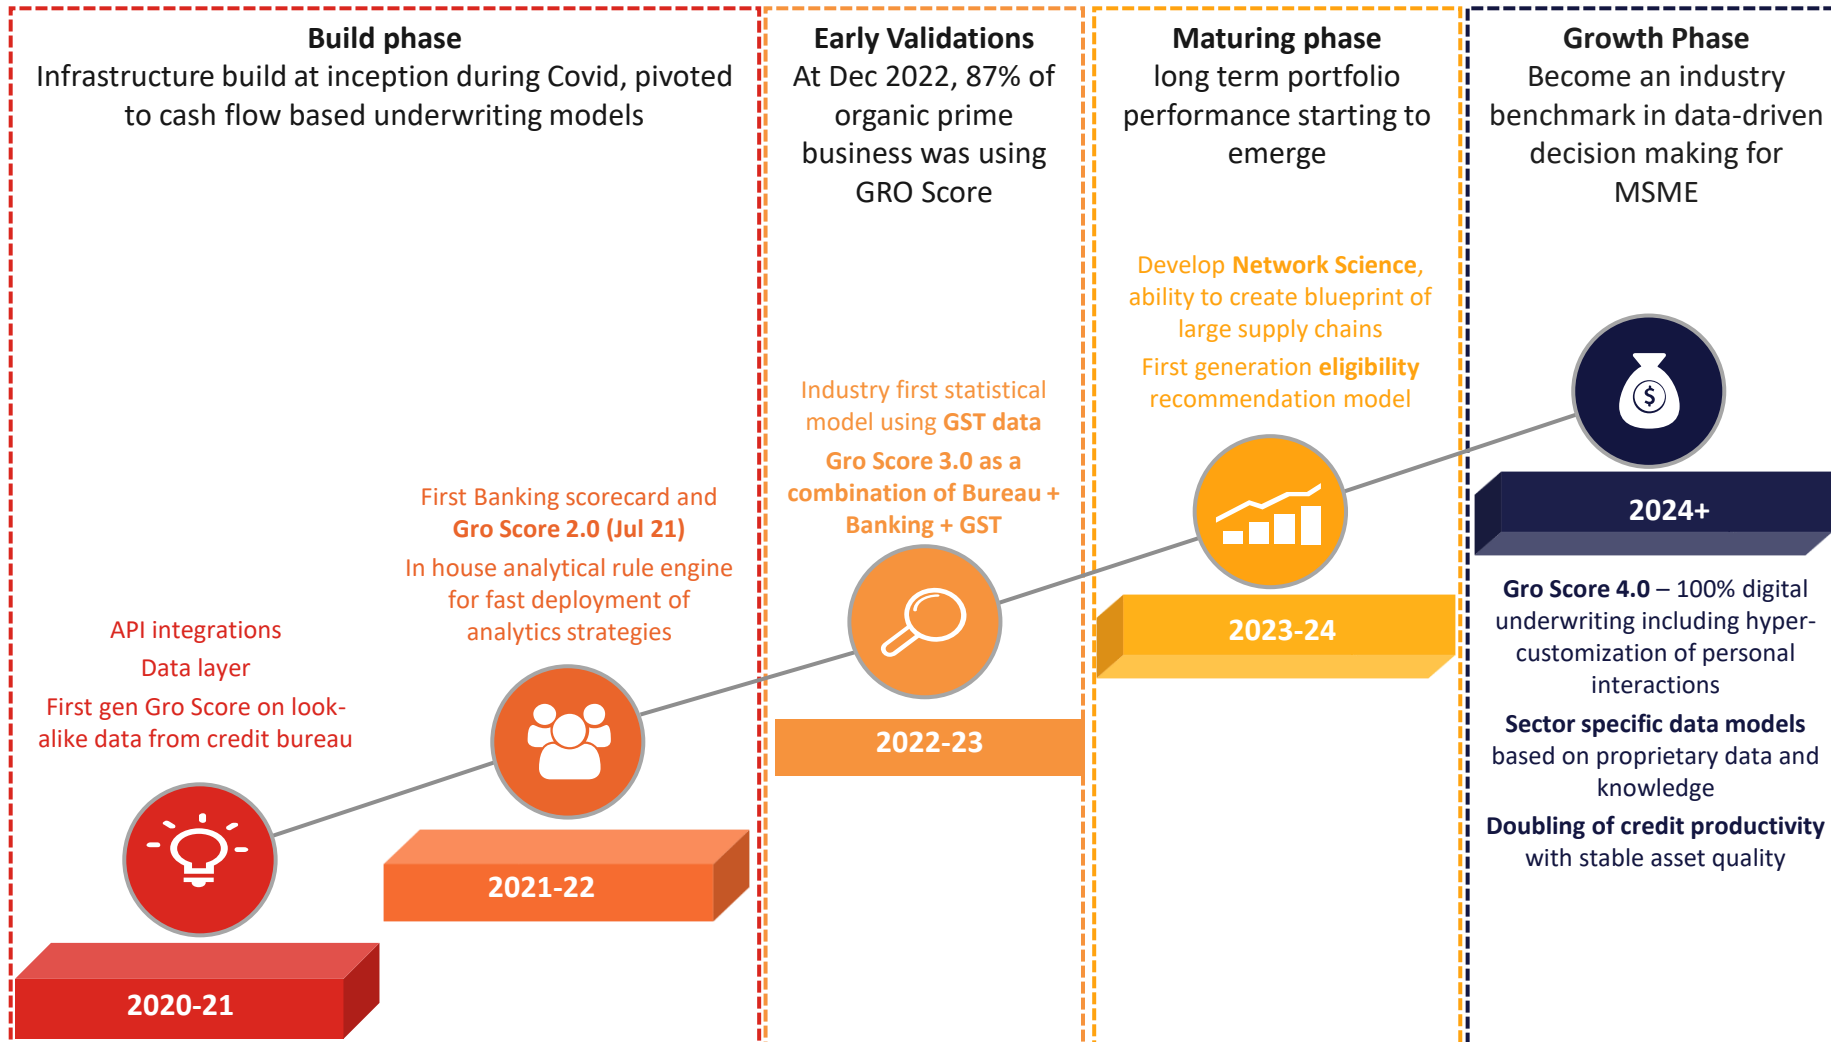 Build phase
Infrastructure build at inception during Covid, pivoted
to cash flow based underwriting models
API integrations
Data layer
First gen Gro Score on look-
alike data from credit bureau
2020-21
First Banking scorecard and
Gro Score 2.0 (Jul 21)
In house analytical rule engine
for fast deployment of
analytics strategies
2021-22
Early Validations
At Dec 2022, 87% of
organic prime
business was using
GRO Score
Industry first statistical
model using GST data
Gro Score 3.0 as a
combination of Bureau +
Banking + GST
2022-23
Maturing phase
long term portfolio
performance starting to
emerge
Develop Network Science,
ability to create blueprint of
large supply chains
First generation eligibility
recommendation model
2023-24
Growth Phase
Become an industry
benchmark in data-driven
decision making for
MSME
$
2024+
Gro Score 4.0 – 100% digital
underwriting including hyper-
customization of personal
interactions
Sector specific data models
based on proprietary data and
knowledge
Doubling of credit productivity
with stable asset quality